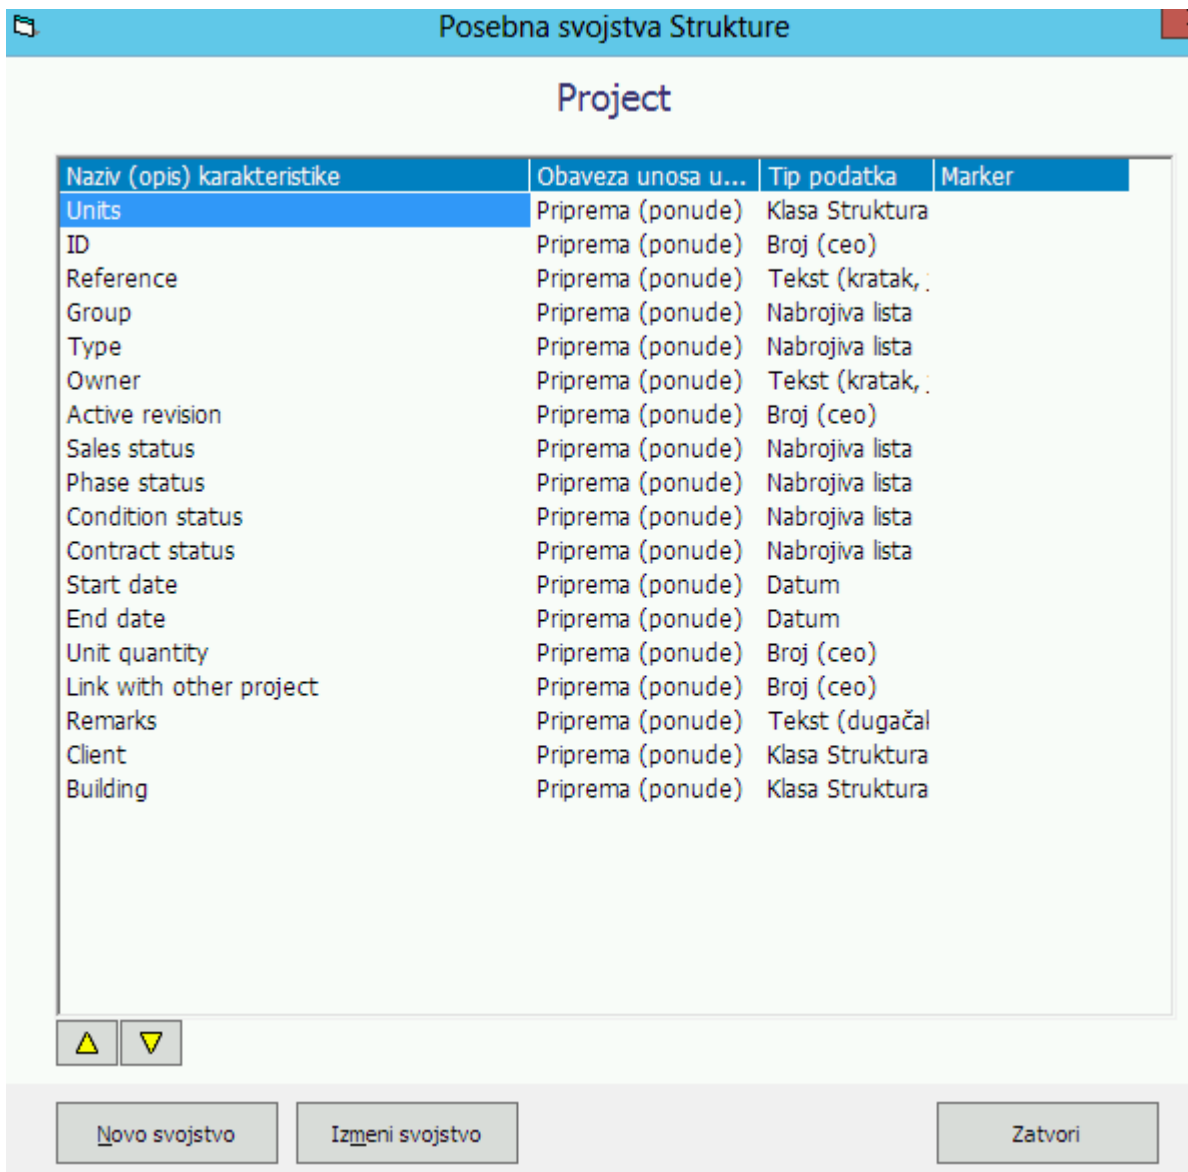 Posebna svojstva Strukture
Project
Naziv (opis) karakteristike Obaveza unosa u... Tip podatka Marker
Units Priprema (ponude) Klasa Struktura
ID Priprema (ponude) Broj (ceo)
Reference Priprema (ponude) Tekst (kratak,
Group Priprema (ponude) Nabrojiva lista
Type Priprema (ponude) Nabrojiva lista
Owner Priprema (ponude) Tekst (kratak,
Active revision Priprema (ponude) Broj (ceo)
Sales status Priprema (ponude) Nabrojiva lista
Phase status Priprema (ponude) Nabrojiva lista
Condition status Priprema (ponude) Nabrojiva lista
Contract status Priprema (ponude) Nabrojiva lista
Start date Priprema (ponude) Datum
End date Priprema (ponude) Datum
Unit quantity Priprema (ponude) Broj (ceo)
Link with other project Priprema (ponude) Broj (ceo)
Remarks Priprema (ponude) Tekst
Client Priprema (ponude) Klasa Struktura
Building Priprema (ponude) Klasa Struktura
Novo svojstvo Izmeni svojstvo Zatvori